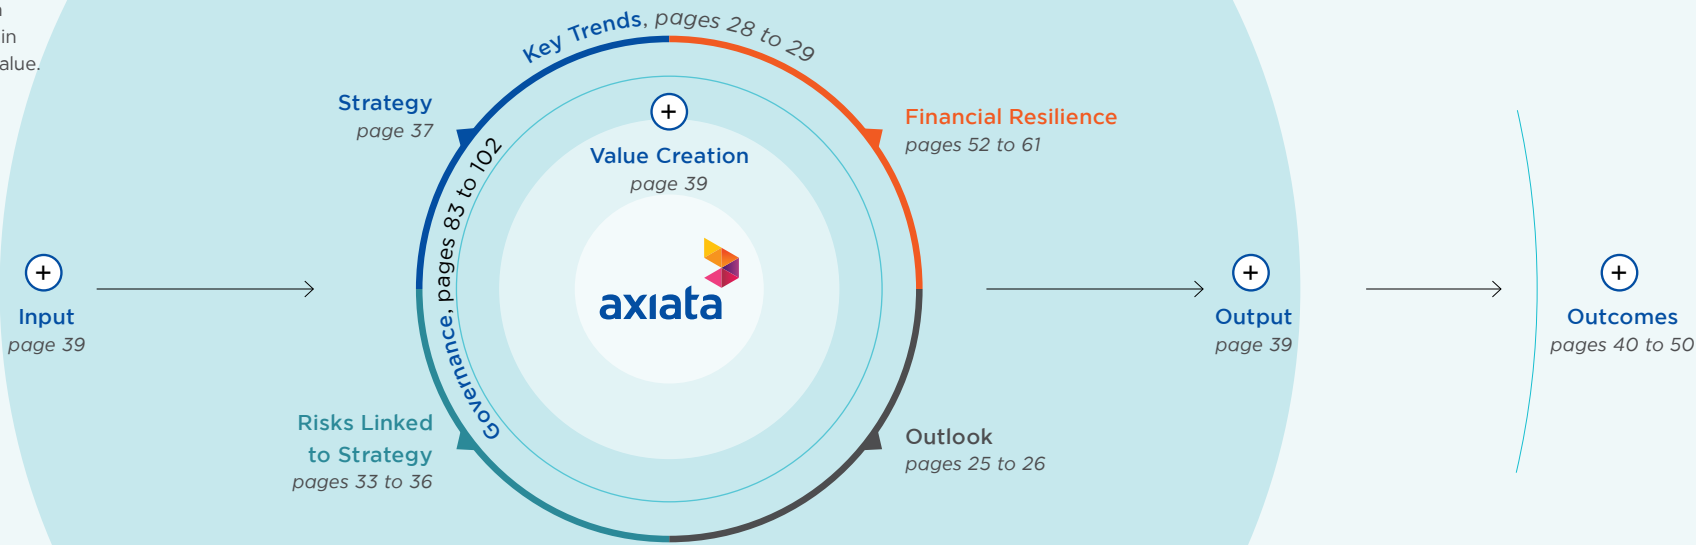 in
alue.
Key Trends, pages 28 to 29
Strategy
page 37
Governance, pages 83 to 102
Value Creation
page 39
Financial Resilience
pages 52 to 61
axiata
Input
page 39
Output
page 39
Outcomes
pages 40 to 50
Risks Linked
to Strategy
pages 33 to 36
Outlook
pages 25 to 26